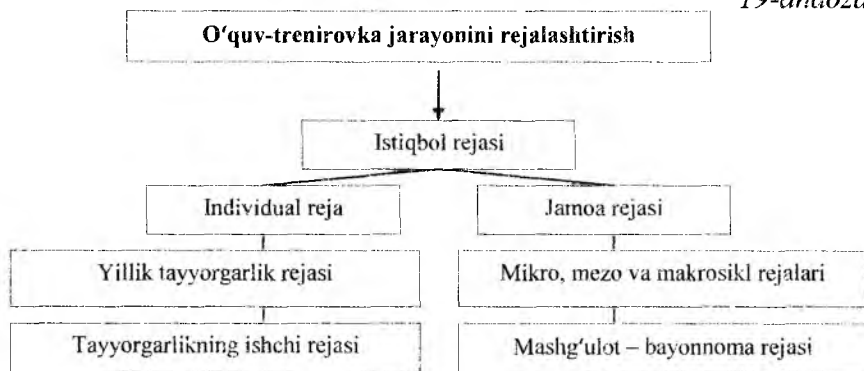 19-andoza
O‘quv-trenirovka jarayonini rejalashtirish
Istiqbol rejasi
Individual reja
Jamoa rejasi
Yillik tayyorgarlik rejasi
Mikro, mezo va makrosikl rejalari
Tayyorgarlikning ishchi rejasi
Mashg‘ulot – bayonnoma rejasi